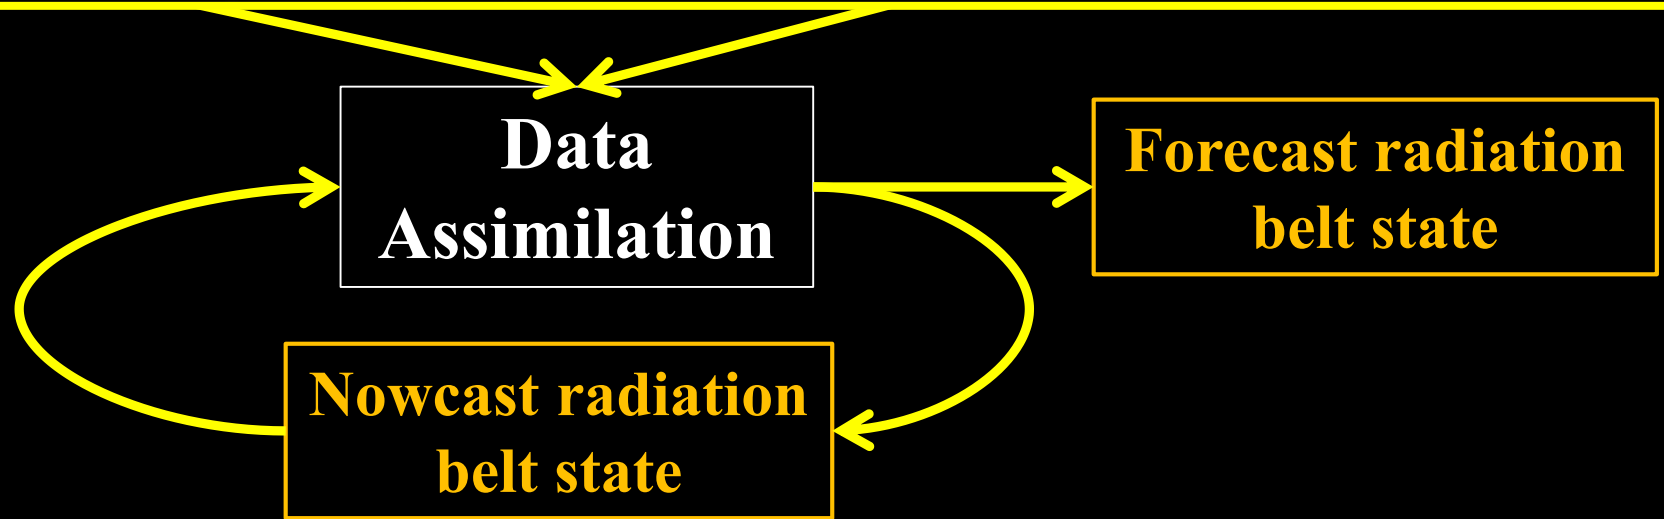 Data
Assimilation
Forecast radiation
belt state
Nowcast radiation
belt state